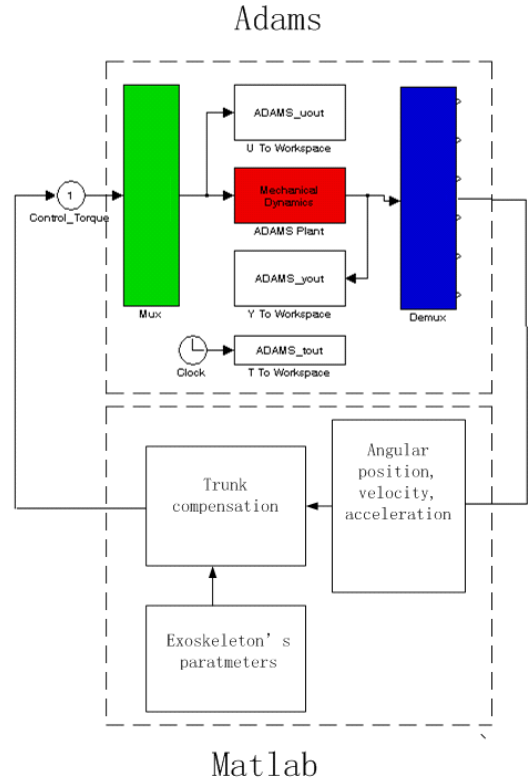 Adams
ADAMS_uout
U To Workspace
1
Control_Torque
Mechanical
Dynamics
ADAMS Plant
ADAMS_yout
Y To Workspace
Mux
Demux
Clock
ADAMS_tout
T To Workspace
Trunk
compensation
Angular
position,
velocity,
acceleration
Exoskeleton’s
paratmeters
Matlab